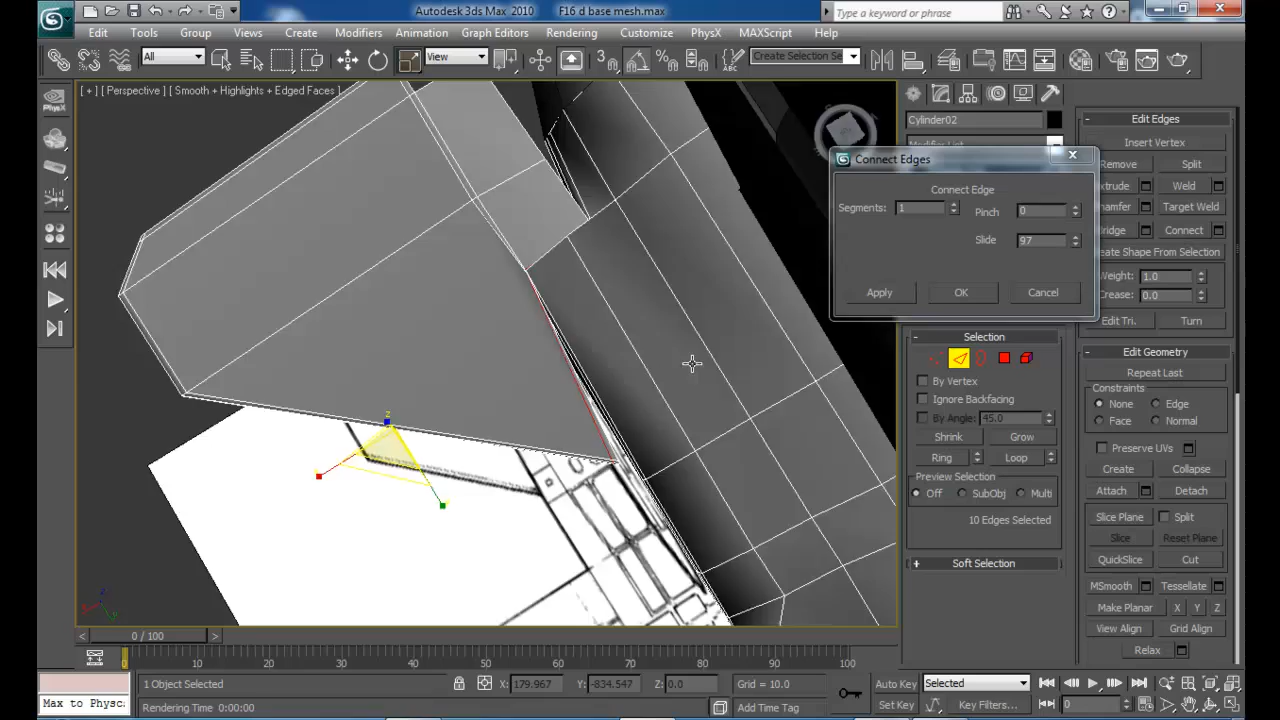 Autodesk 3ds Max 2010 F16 d base mesh.max
Type a keyword or phrase
Edit Tools Group Views Create Modifiers Animation Graph Editors Rendering Customize PhysX MAXScript Help
All View 3 Create Selection Se
[ + ] [ Perspective ] [ Smooth + Highlights + Edged Faces ]
PhysX
Cylinder02
Modifier List
Connect Edges
Connect Edge
Segments: 1 Pinch 0
Slide 97
Apply OK Cancel
Edit Edges
Insert Vertex
Remove Split
Extrude Weld
Chamfer Target Weld
Bridge Connect
Create Shape From Selection
Weight: 1.0
Crease: 0.0
Edit Tri. Turn
Selection
By Vertex
Ignore Backfacing
By Angle: 45.0
Shrink Grow
Ring Loop
Preview Selection
Off SubObj Multi
10 Edges Selected
Soft Selection
Edit Geometry
Repeat Last
Constraints
None Edge
Face Normal
Preserve UVs
Create Collapse
Attach Detach
Slice Plane Split
Slice Reset Plane
QuickSlice Cut
MSmooth Tessellate
Make Planar X Y Z
View Align Grid Align
Relax
z
0 / 100
0 10 20 30 40 50 60 70 80 90 100
1 Object Selected X: 179.967 Y: -834.547 Z: 0.0 Grid = 10.0 Auto Key Selected
Max to Physc: Rendering Time 0:00:00 Add Time Tag Set Key Key Filters... 0